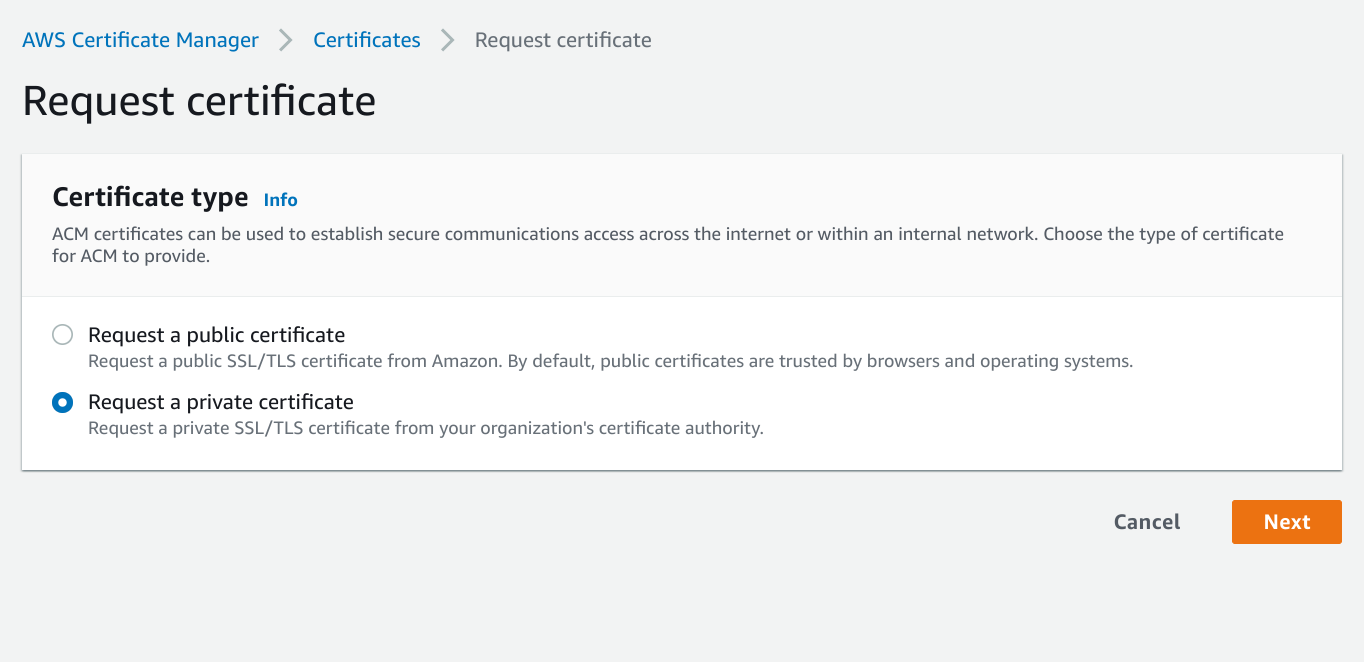 AWS Certificate Manager Certificates Request certificate
Request certificate
Certificate type Info
ACM certificates can be used to establish secure communications access across the internet or within an internal network. Choose the type of certificate
for ACM to provide.
Request a public certificate
Request a public SSL/TLS certificate from Amazon. By default, public certificates are trusted by browsers and operating systems.
Request a private certificate
Request a private SSL/TLS certificate from your organization's certificate authority.
Cancel Next